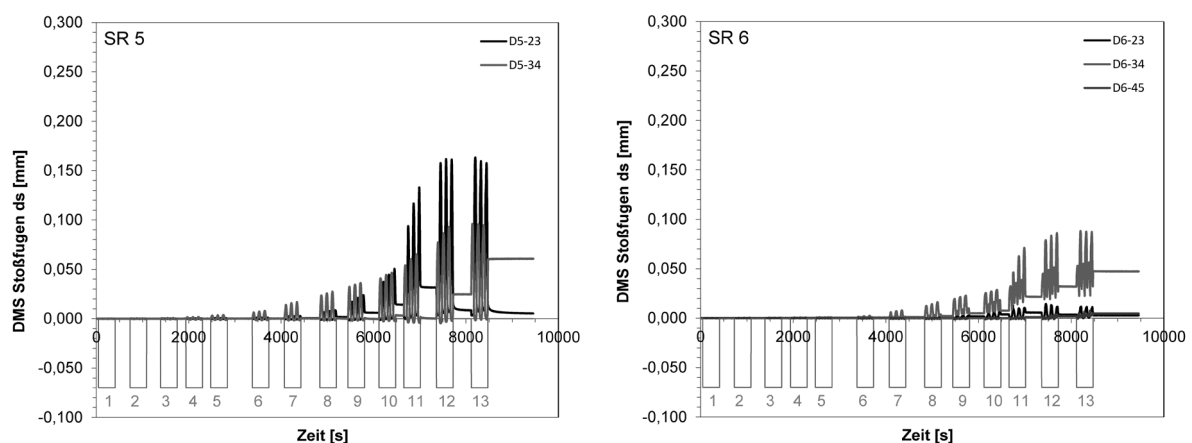 SR 5
D5-23
D5-34
DMS Stoßfugen ds [mm]
0,300
0,250
0,200
0,150
0,100
0,050
0,000
-0,050
-0,100
0 2000 4000 6000 8000 10000
1 2 3 4 5 6 7 8 9 10 11 12 13
Zeit [s]
SR 6
D6-23
D6-34
D6-45
DMS Stoßfugen ds [mm]
0,300
0,250
0,200
0,150
0,100
0,050
0,000
-0,050
-0,100
0 2000 4000 6000 8000 10000
1 2 3 4 5 6 7 8 9 10 11 12 13
Zeit [s]